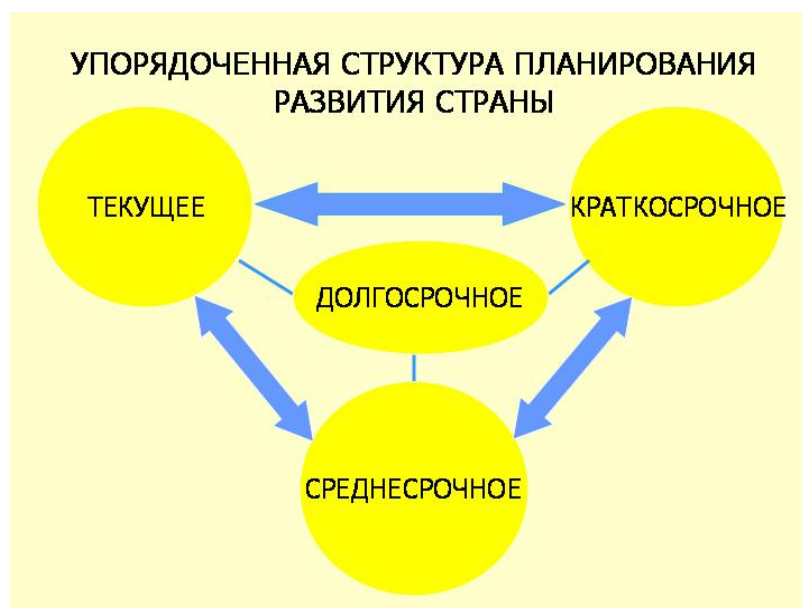 УПОРЯДОЧЕННАЯ СТРУКТУРА ПЛАНИРОВАНИЯ
РАЗВИТИЯ СТРАНЫ
ТЕКУЩЕЕ
КРАТКОСРОЧНОЕ
ДОЛГОСРОЧНОЕ
СРЕДНЕСРОЧНОЕ